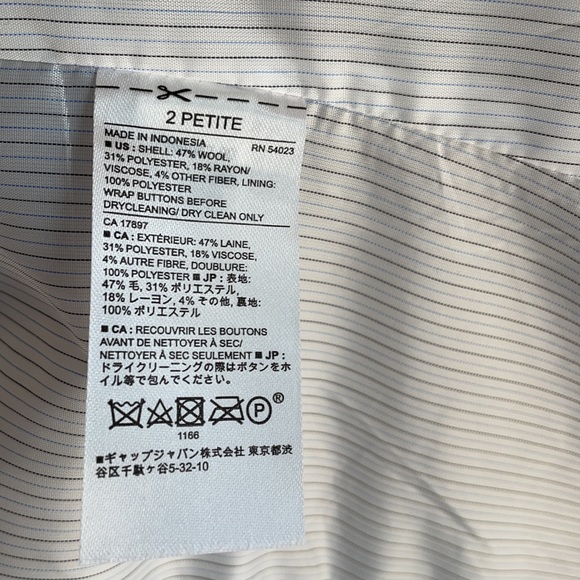 2 PETITE
MADE IN INDONESIA RN 54023
■ US : SHELL: 47% WOOL,
31% POLYESTER, 18% RAYON/
VISCOSE, 4% OTHER FIBER, LINING:
100% POLYESTER
WRAP BUTTONS BEFORE
DRYCLEANING/ DRY CLEAN ONLY
CA 17897
■ CA : EXTÉRIEUR: 47% LAINE,
31% POLYESTER, 18% VISCOSE,
4% AUTRE FIBRE, DOUBLURE:
100% POLYESTER ■ JP : 表地:
47% 毛, 31% ポリエステル,
18% レーヨン, 4% その他, 裏地:
100% ポリエステル
■ CA : RECOUVRIR LES BOUTONS
AVANT DE NETTOYER À SEC/
NETTOYER À SEC SEULEMENT ■ JP :
ドライクリーニングの際はボタンをホ
イル等で包んでください。
P ®
1166
■ギャップジャパン㈱ 東京都渋
谷区千駄ヶ谷5-32-10